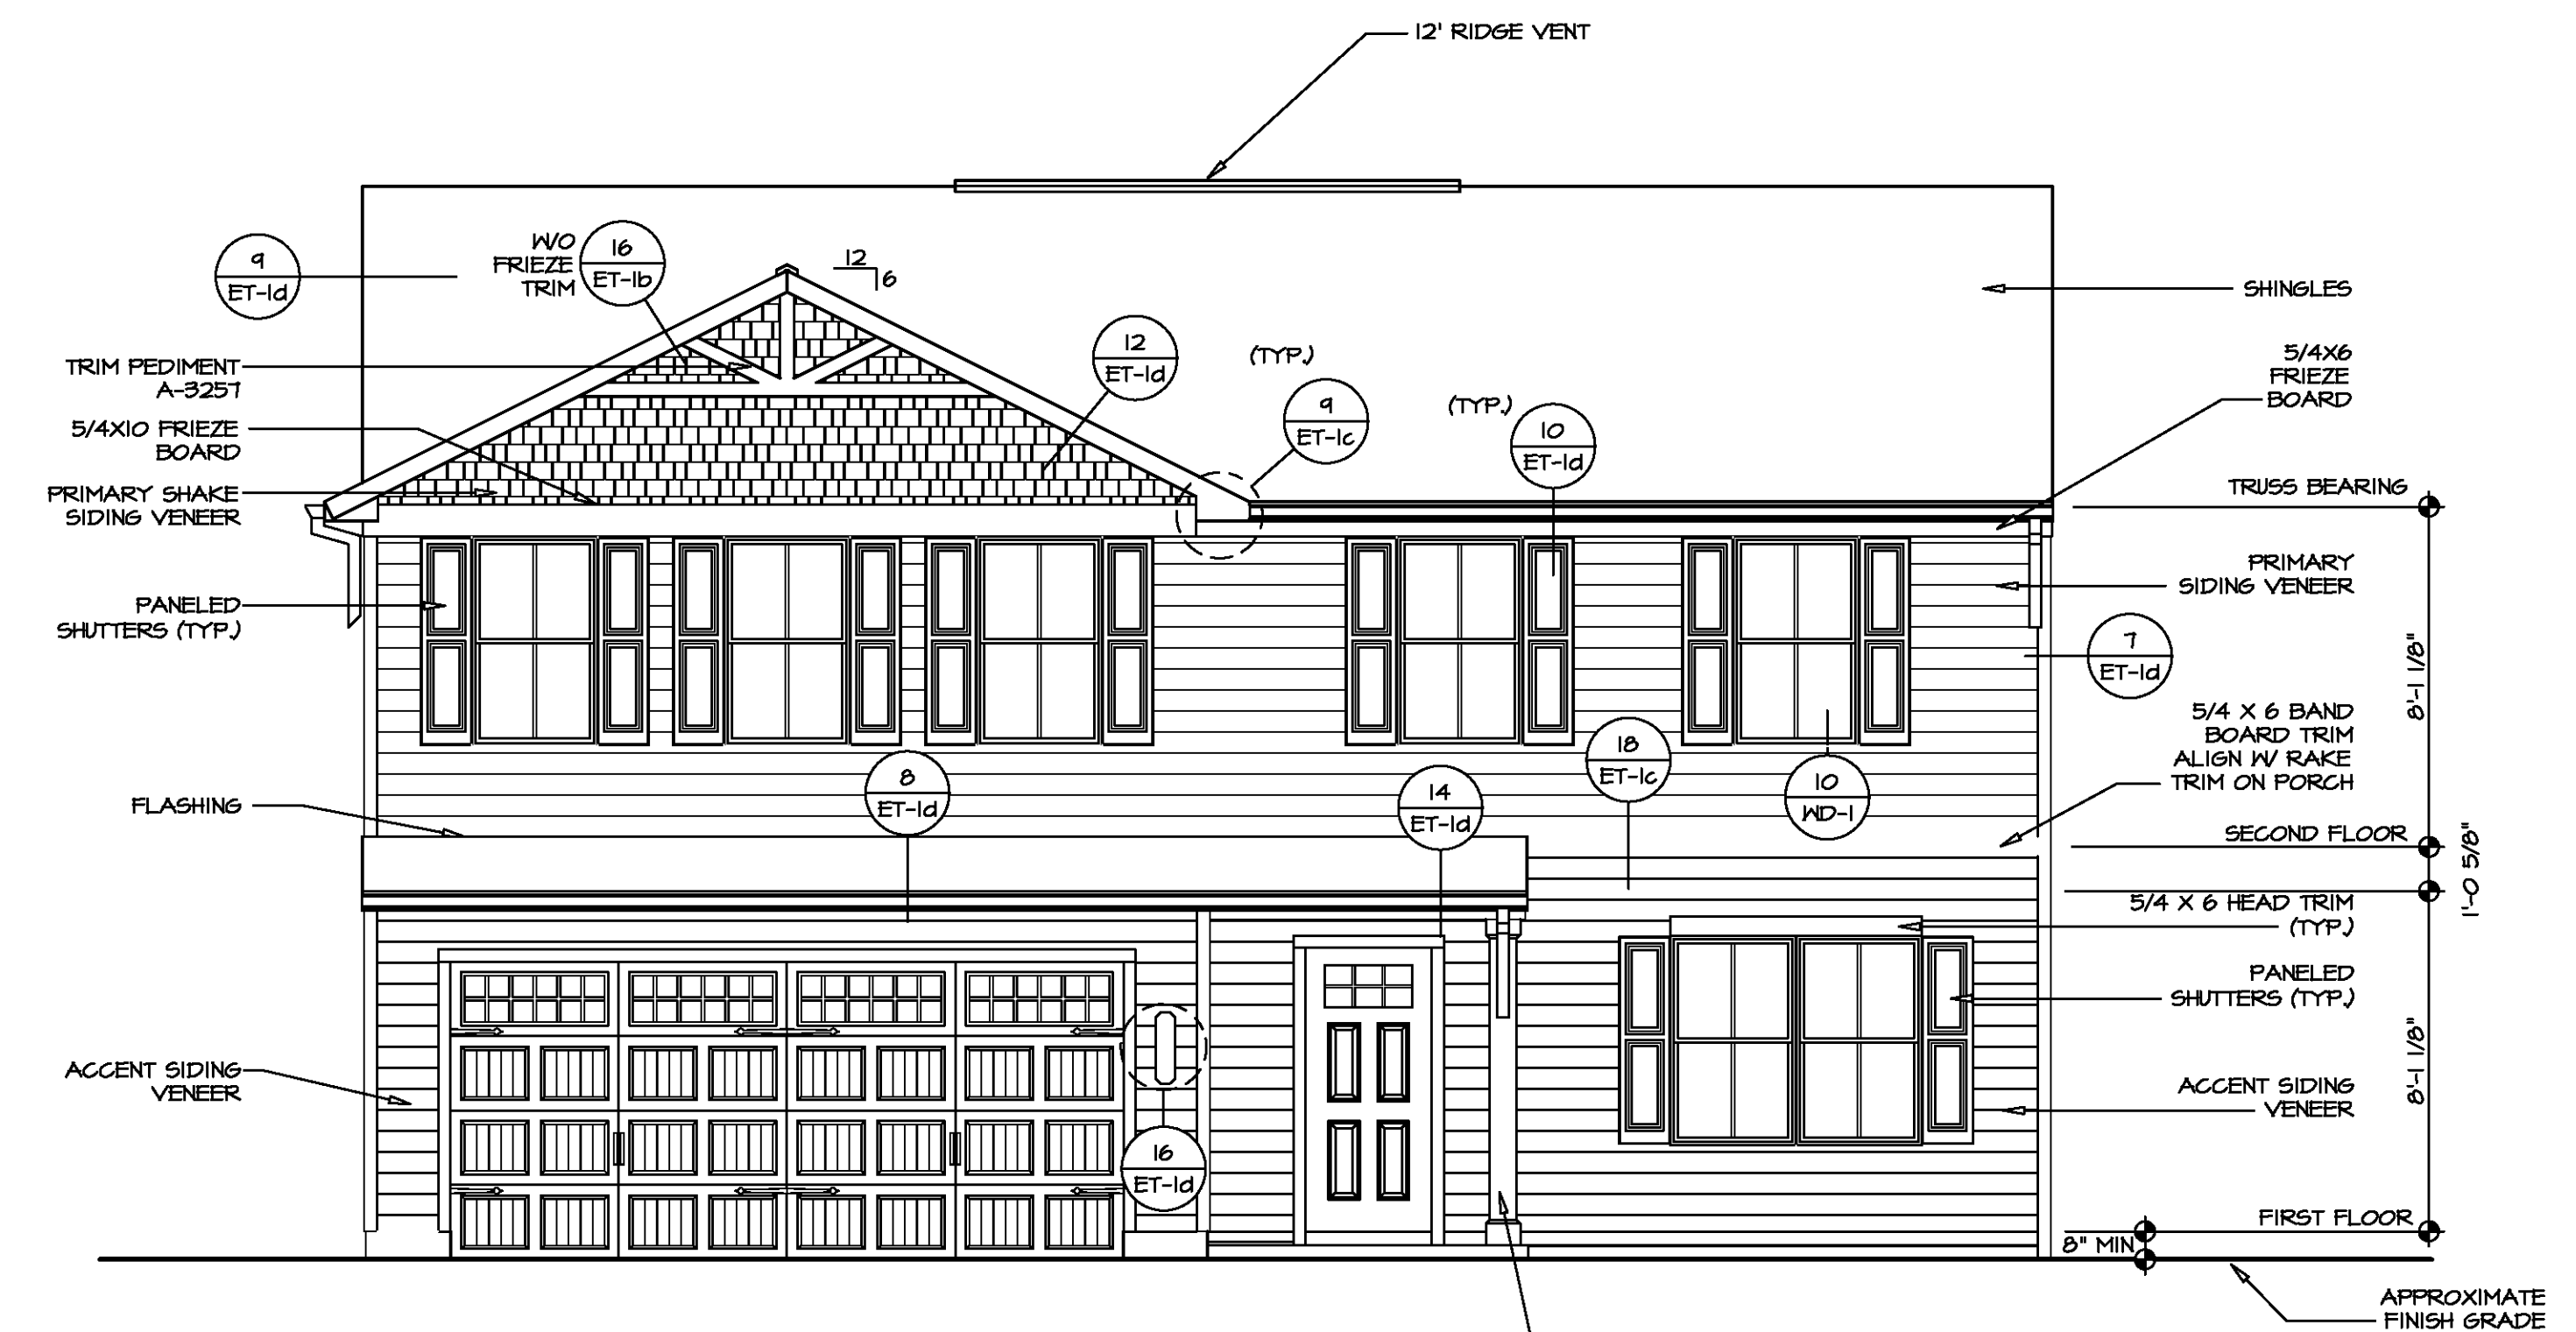 12' RIDGE VENT
9
ET-1d
W/O
FRIEZE
TRIM
16
ET-1b
12
6
SHINGLES
TRIM PEDIMENT
A-3257
12
ET-1d
(TYP.)
9
ET-1c
(TYP.)
10
ET-1d
5/4X6
FRIEZE
BOARD
5/4X10 FRIEZE
BOARD
PRIMARY SHAKE
SIDING VENEER
TRUSS BEARING
PANELED
SHUTTERS (TYP.)
PRIMARY
SIDING VENEER
7
ET-1d
8'-1 1/8"
5/4 X 6 BAND
BOARD TRIM
ALIGN W/ RAKE
TRIM ON PORCH
FLASHING
8
ET-1d
14
ET-1d
18
ET-1c
10
WD-1
SECOND FLOOR
1'-0 5/8"
5/4 X 6 HEAD TRIM
(TYP.)
PANELED
SHUTTERS (TYP.)
ACCENT SIDING
VENEER
16
ET-1d
ACCENT SIDING
VENEER
8'-1 1/8"
FIRST FLOOR
8" MIN
APPROXIMATE
FINISH GRADE